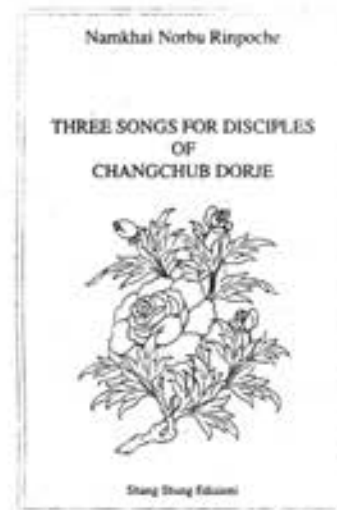 Namkhai Norbu Rinpoche
THREE SONGS FOR DISCIPLES
OF
CHANGCHUB DORJE
Shang Shung Edizioni